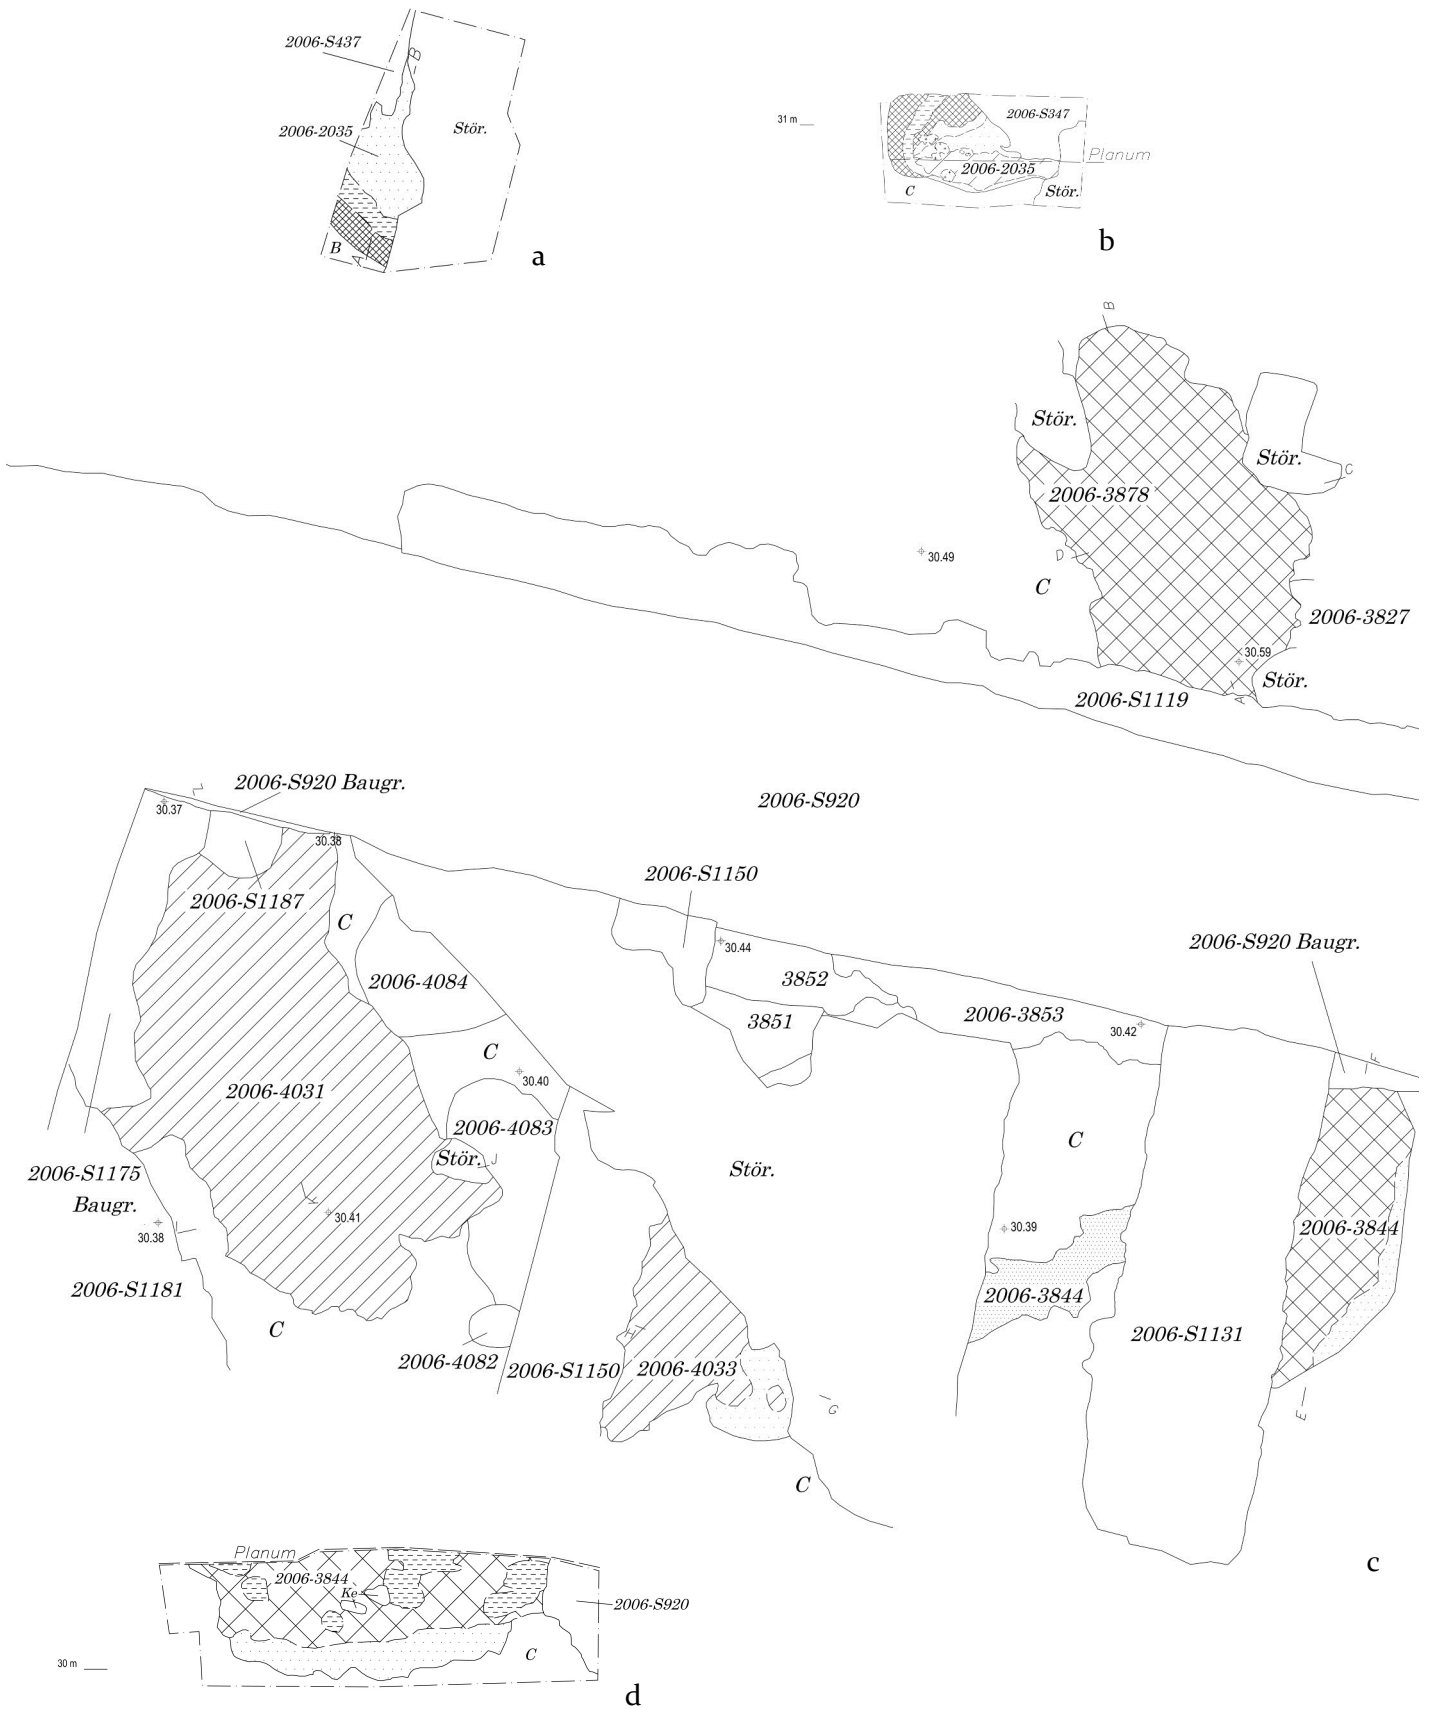 2006-S437
B
2006-2035
Stör.
B
A
a
31 m
2006-S347
Planum
2006-2035
C
Stör.
b
B
Stör.
Stör.
C
2006-3878
30.49
D
C
2006-3827
30.59
Stör.
2006-S1119
A
2006-S920 Baugr.
30.37
2006-S920
30.38
2006-S1150
2006-S1187
C
30.44
2006-S920 Baugr.
2006-4084
3852
3851
2006-3853
30.42
C
F
30.40
2006-4031
2006-4083
C
Stör.
J
Stör.
2006-S1175
Baugr.
30.41
30.38
30.39
2006-3844
2006-S1181
2006-3844
C
H
2006-S1131
2006-4082
2006-S1150
2006-4033
G
E
C
c
Planum
2006-3844
Ke
2006-S920
C
30 m
d